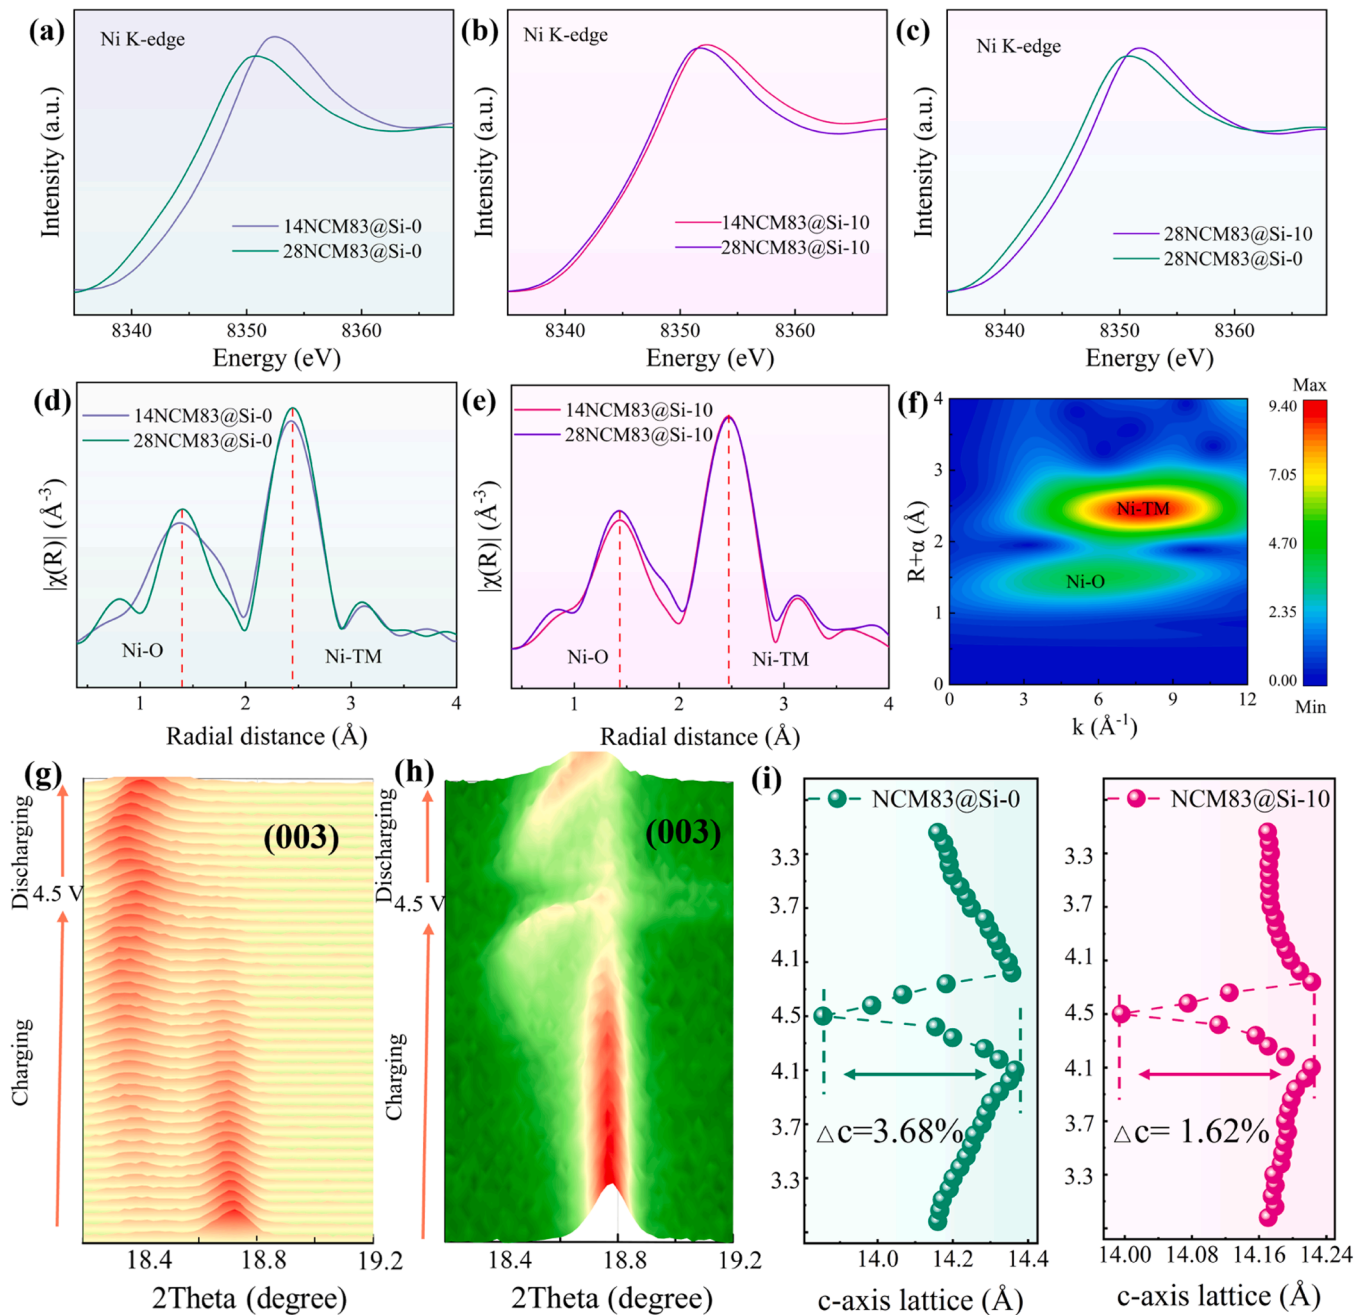 (a)
Ni K-edge
Intensity (a.u.)
14NCM83@Si-0
28NCM83@Si-0
8340
8350
8360
Energy (eV)
(b)
Ni K-edge
Intensity (a.u.)
14NCM83@Si-10
28NCM83@Si-10
8340
8350
8360
Energy (eV)
(c)
Ni K-edge
Intensity (a.u.)
28NCM83@Si-10
28NCM83@Si-0
8340
8350
8360
Energy (eV)
(d)
14NCM83@Si-0
28NCM83@Si-0
|χ(R)| (Å-3)
Ni-O
Ni-TM
1
2
3
4
Radial distance (Å)
(e)
14NCM83@Si-10
28NCM83@Si-10
|χ(R)| (Å-3)
Ni-O
Ni-TM
1
2
3
4
Radial distance (Å)
(f)
R+α (Å)
4
3
2
1
0
Ni-TM
Ni-O
0
3
6
9
12
k (Å-1)
Max
9.40
7.05
4.70
2.35
0.00
Min
(g)
(003)
Discharging
4.5 V
Charging
18.4
18.8
19.2
2Theta (degree)
(h)
(003)
Discharging
4.5 V
Charging
18.4
18.8
19.2
2Theta (degree)
(i)
NCM83@Si-0
3.3
3.7
4.1
4.5
4.1
3.7
3.3
△c=3.68%
14.0
14.2
14.4
c-axis lattice (Å)
NCM83@Si-10
3.3
3.7
4.1
4.5
4.1
3.7
3.3
△c= 1.62%
14.00
14.08
14.16
14.24
c-axis lattice (Å)